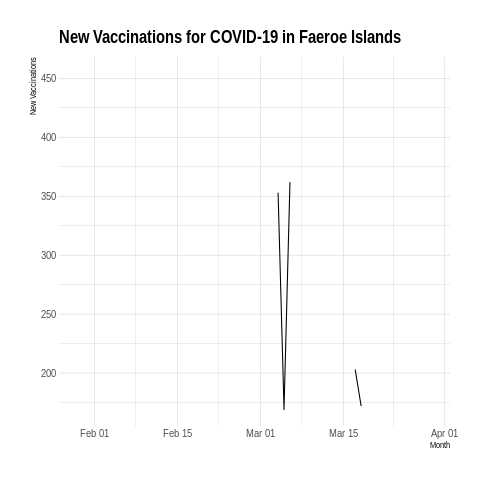 New Vaccinations for COVID-19 in Faeroe Islands
New Vaccinations
450
400
350
300
250
200
Feb 01 Feb 15 Mar 01 Mar 15 Apr 01
Month